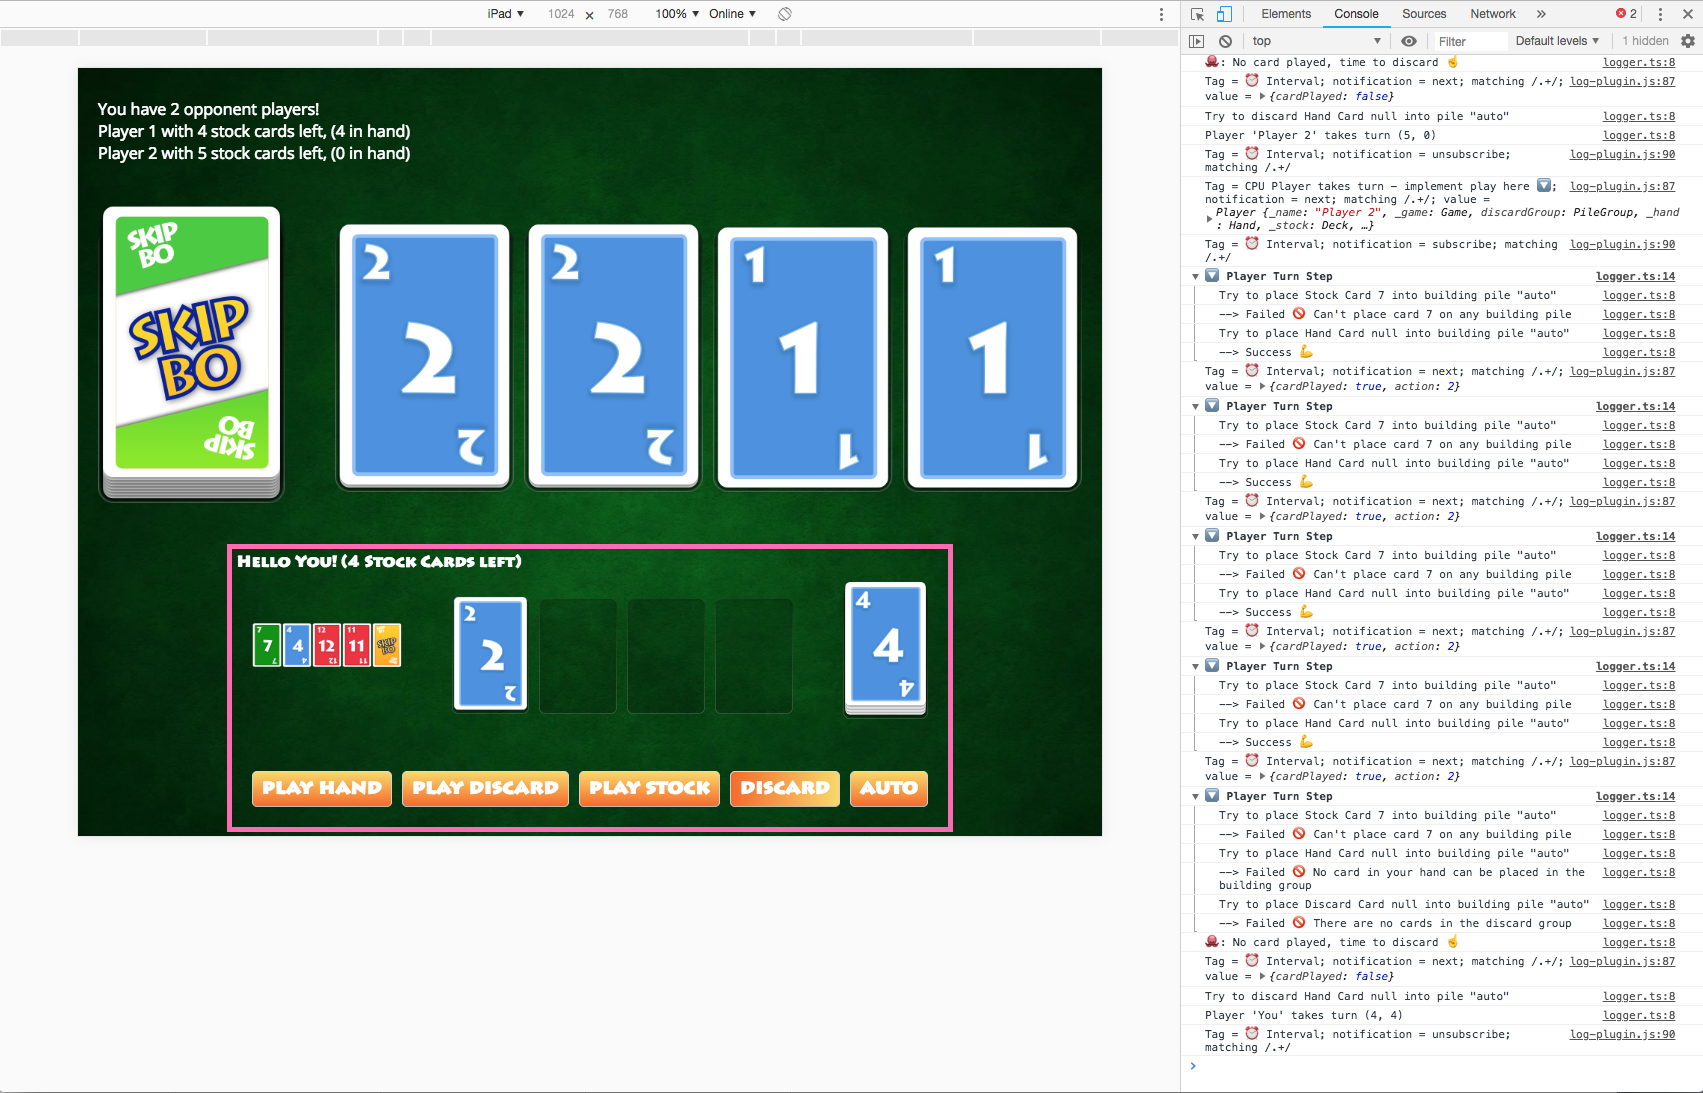 iPad ▼ 1024 × 768 100% ▼ Online ▼
You have 2 opponent players!
Player 1 with 4 stock cards left, (4 in hand)
Player 2 with 5 stock cards left, (0 in hand)
SKIP BO
SKIP BO
SKIP BO
2 2 2
2 2 2
1 1 1
1 1 1
Hello You! (4 Stock Cards left)
7 7 7
4 4 4
12 12 12
11 11 11
SKIP BO
2 2 2
4 4 4
PLAY HAND
PLAY DISCARD
PLAY STOCK
DISCARD
AUTO
Elements Console Sources Network » 2
top ▼ Filter Default levels ▼ 1 hidden
🐙: No card played, time to discard ☝ logger.ts:8
Tag = ⏰ Interval; notification = next; matching /.+/; log-plugin.js:87
value = ▶{cardPlayed: false}
Try to discard Hand Card null into pile "auto" logger.ts:8
Player 'Player 2' takes turn (5, 0) logger.ts:8
Tag = ⏰ Interval; notification = unsubscribe; log-plugin.js:90
matching /.+/
Tag = CPU Player takes turn - implement play here 🔽; log-plugin.js:87
notification = next; matching /.+/; value =
▶ Player {_name: "Player 2", _game: Game, discardGroup: PileGroup, _hand
: Hand, _stock: Deck, …}
Tag = ⏰ Interval; notification = subscribe; matching log-plugin.js:90
/.+/
▼ 🔽 Player Turn Step logger.ts:14
Try to place Stock Card 7 into building pile "auto" logger.ts:8
--> Failed 🚫 Can't place card 7 on any building pile logger.ts:8
Try to place Hand Card null into building pile "auto" logger.ts:8
--> Success 💪 logger.ts:8
Tag = ⏰ Interval; notification = next; matching /.+/; log-plugin.js:87
value = ▶{cardPlayed: true, action: 2}
▼ 🔽 Player Turn Step logger.ts:14
Try to place Stock Card 7 into building pile "auto" logger.ts:8
--> Failed 🚫 Can't place card 7 on any building pile logger.ts:8
Try to place Hand Card null into building pile "auto" logger.ts:8
--> Success 💪 logger.ts:8
Tag = ⏰ Interval; notification = next; matching /.+/; log-plugin.js:87
value = ▶{cardPlayed: true, action: 2}
▼ 🔽 Player Turn Step logger.ts:14
Try to place Stock Card 7 into building pile "auto" logger.ts:8
--> Failed 🚫 Can't place card 7 on any building pile logger.ts:8
Try to place Hand Card null into building pile "auto" logger.ts:8
--> Success 💪 logger.ts:8
Tag = ⏰ Interval; notification = next; matching /.+/; log-plugin.js:87
value = ▶{cardPlayed: true, action: 2}
▼ 🔽 Player Turn Step logger.ts:14
Try to place Stock Card 7 into building pile "auto" logger.ts:8
--> Failed 🚫 Can't place card 7 on any building pile logger.ts:8
Try to place Hand Card null into building pile "auto" logger.ts:8
--> Success 💪 logger.ts:8
Tag = ⏰ Interval; notification = next; matching /.+/; log-plugin.js:87
value = ▶{cardPlayed: true, action: 2}
▼ 🔽 Player Turn Step logger.ts:14
Try to place Stock Card 7 into building pile "auto" logger.ts:8
--> Failed 🚫 Can't place card 7 on any building pile logger.ts:8
Try to place Hand Card null into building pile "auto" logger.ts:8
--> Failed 🚫 No card in your hand can be placed in the logger.ts:8
building group
Try to place Discard Card null into building pile "auto" logger.ts:8
--> Failed 🚫 There are no cards in the discard group logger.ts:8
🐙: No card played, time to discard ☝ logger.ts:8
Tag = ⏰ Interval; notification = next; matching /.+/; log-plugin.js:87
value = ▶{cardPlayed: false}
Try to discard Hand Card null into pile "auto" logger.ts:8
Player 'You' takes turn (4, 4) logger.ts:8
Tag = ⏰ Interval; notification = unsubscribe; log-plugin.js:90
matching /.+/